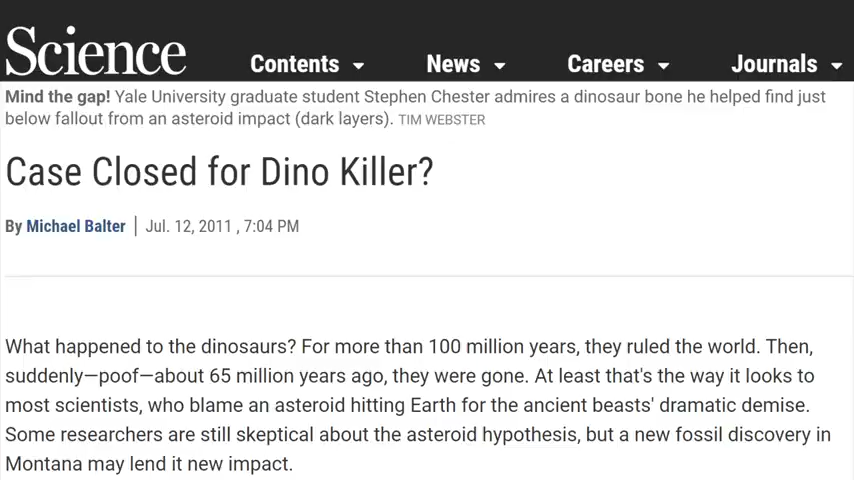 Science
Contents News Careers Journals
Mind the gap! Yale University graduate student Stephen Chester admires a dinosaur bone he helped find just
below fallout from an asteroid impact (dark layers). TIM WEBSTER
Case Closed for Dino Killer?
By Michael Balter | Jul. 12, 2011 , 7:04 PM
What happened to the dinosaurs? For more than 100 million years, they ruled the world. Then,
suddenly—poof—about 65 million years ago, they were gone. At least that's the way it looks to
most scientists, who blame an asteroid hitting Earth for the ancient beasts' dramatic demise.
Some researchers are still skeptical about the asteroid hypothesis, but a new fossil discovery in
Montana may lend it new impact.